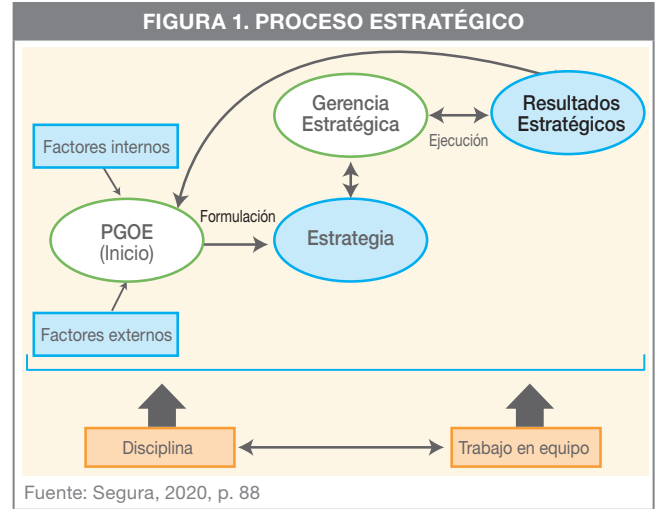 FIGURA 1. PROCESO ESTRATÉGICO
Gerencia
Estratégica
Resultados
Estratégicos
Ejecución
Factores internos
Formulación
PGOE
(Inicio)
Estrategia
Factores externos
Disciplina
Trabajo en equipo
Fuente: Segura, 2020, p. 88